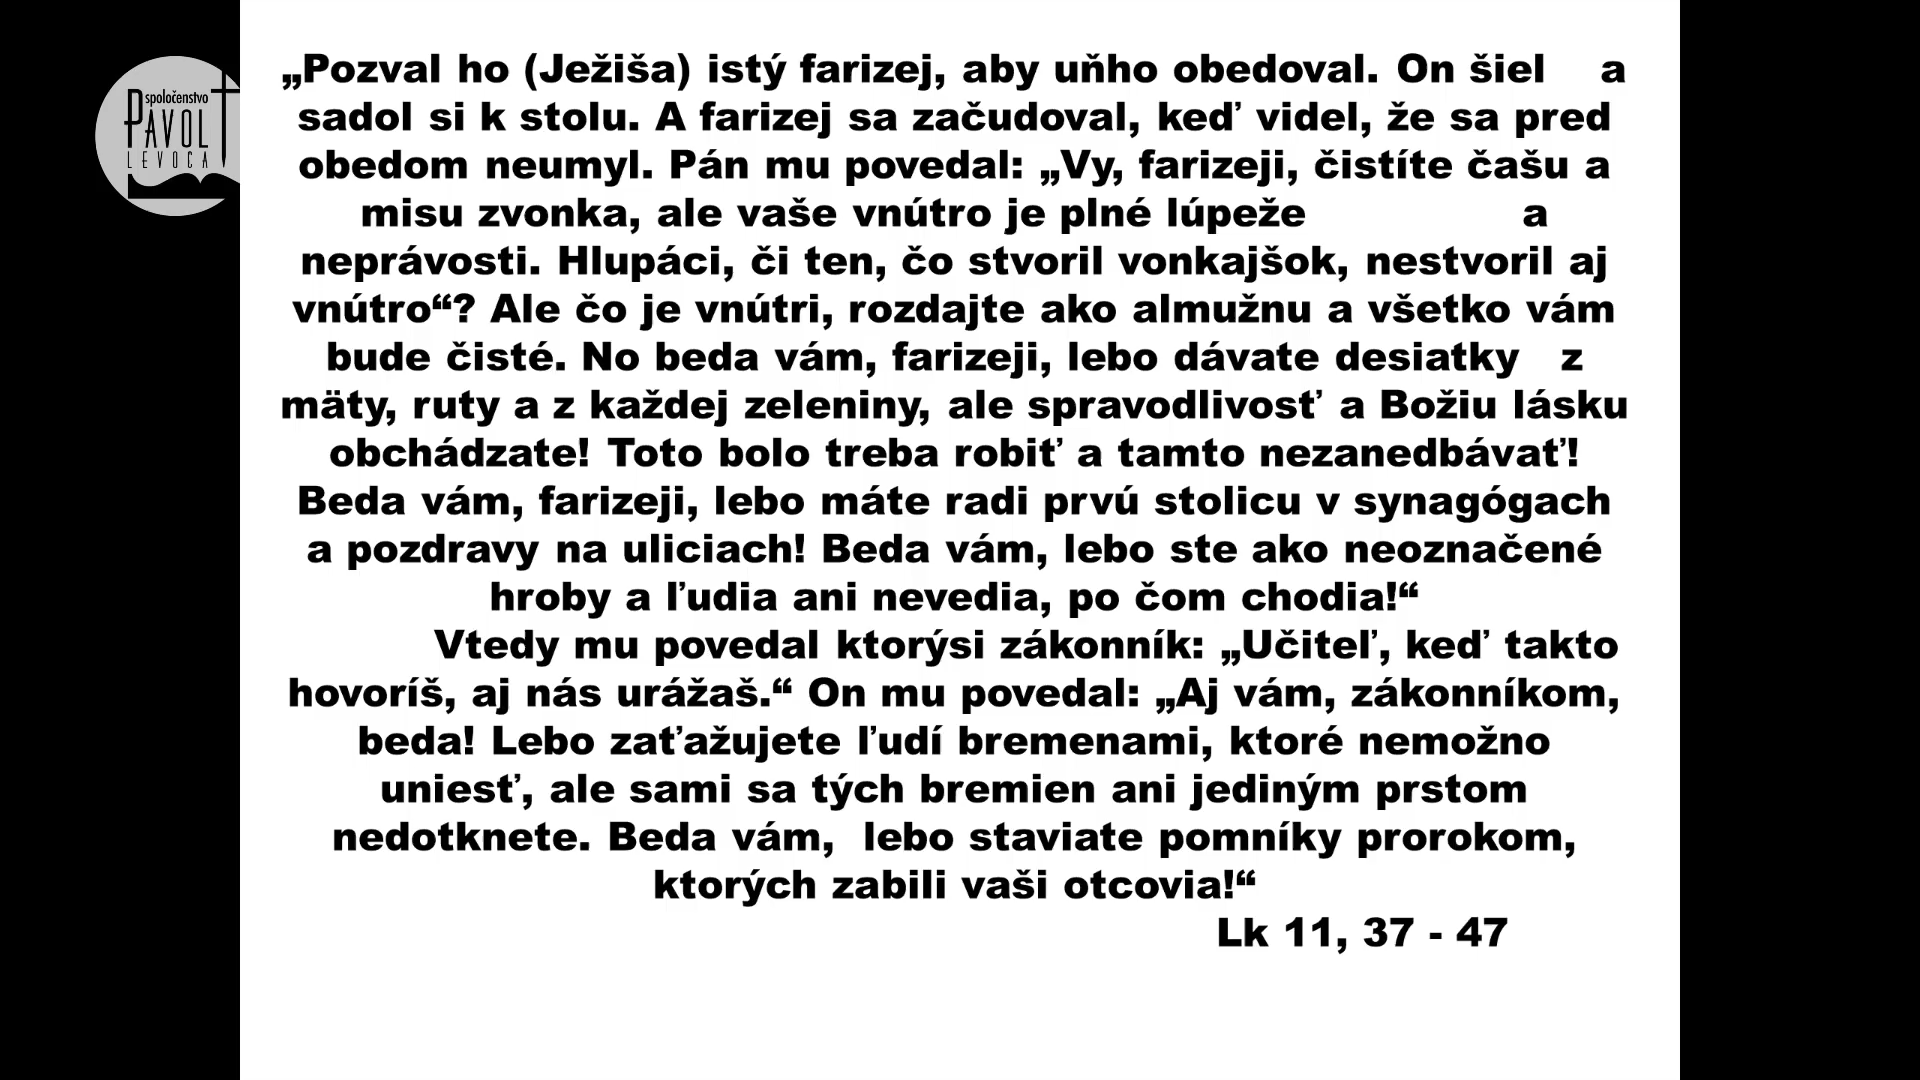 spoločenstvo
PAVOL
LEVOČA
„Pozval ho (Ježiša) istý farizej, aby uňho obedoval. On šiel a
sadol si k stolu. A farizej sa začudoval, keď videl, že sa pred
obedom neumyl. Pán mu povedal: „Vy, farizeji, čistíte čašu a
misu zvonka, ale vaše vnútro je plné lúpeže a
neprávosti. Hlupáci, či ten, čo stvoril vonkajšok, nestvoril aj
vnútro“? Ale čo je vnútri, rozdajte ako almužnu a všetko vám
bude čisté. No beda vám, farizeji, lebo dávate desiatky z
mäty, ruty a z každej zeleniny, ale spravodlivosť a Božiu lásku
obchádzate! Toto bolo treba robiť a tamto nezanedbávať!
Beda vám, farizeji, lebo máte radi prvú stolicu v synagógach
a pozdravy na uliciach! Beda vám, lebo ste ako neoznačené
hroby a ľudia ani nevedia, po čom chodia!“
Vtedy mu povedal ktorýsi zákonník: „Učiteľ, keď takto
hovoríš, aj nás urážaš.“ On mu povedal: „Aj vám, zákonníkom,
beda! Lebo zaťažujete ľudí bremenami, ktoré nemožno
uniesť, ale sami sa tých bremien ani jediným prstom
nedotknete. Beda vám, lebo staviate pomníky prorokom,
ktorých zabili vaši otcovia!“
Lk 11, 37 - 47